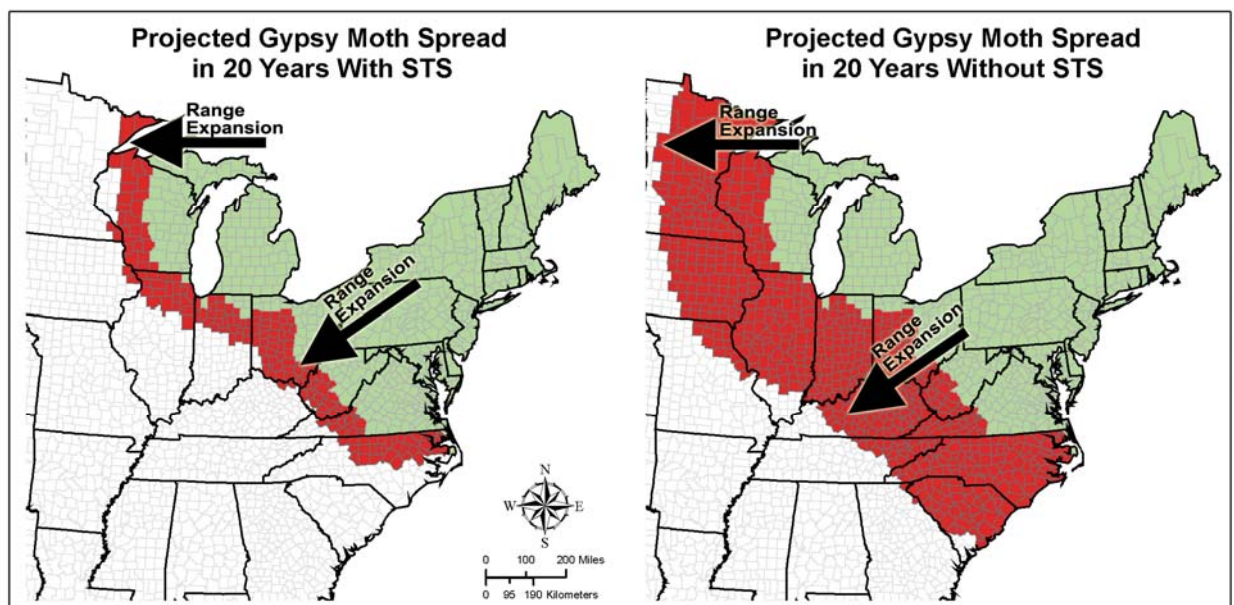 Projected Gypsy Moth Spread
in 20 Years With STS
Range
Expansion
Range
Expansion
N
W E
S
0 100 200 Miles
0 95 190 Kilometers
Projected Gypsy Moth Spread
in 20 Years Without STS
Range
Expansion
Range
Expansion